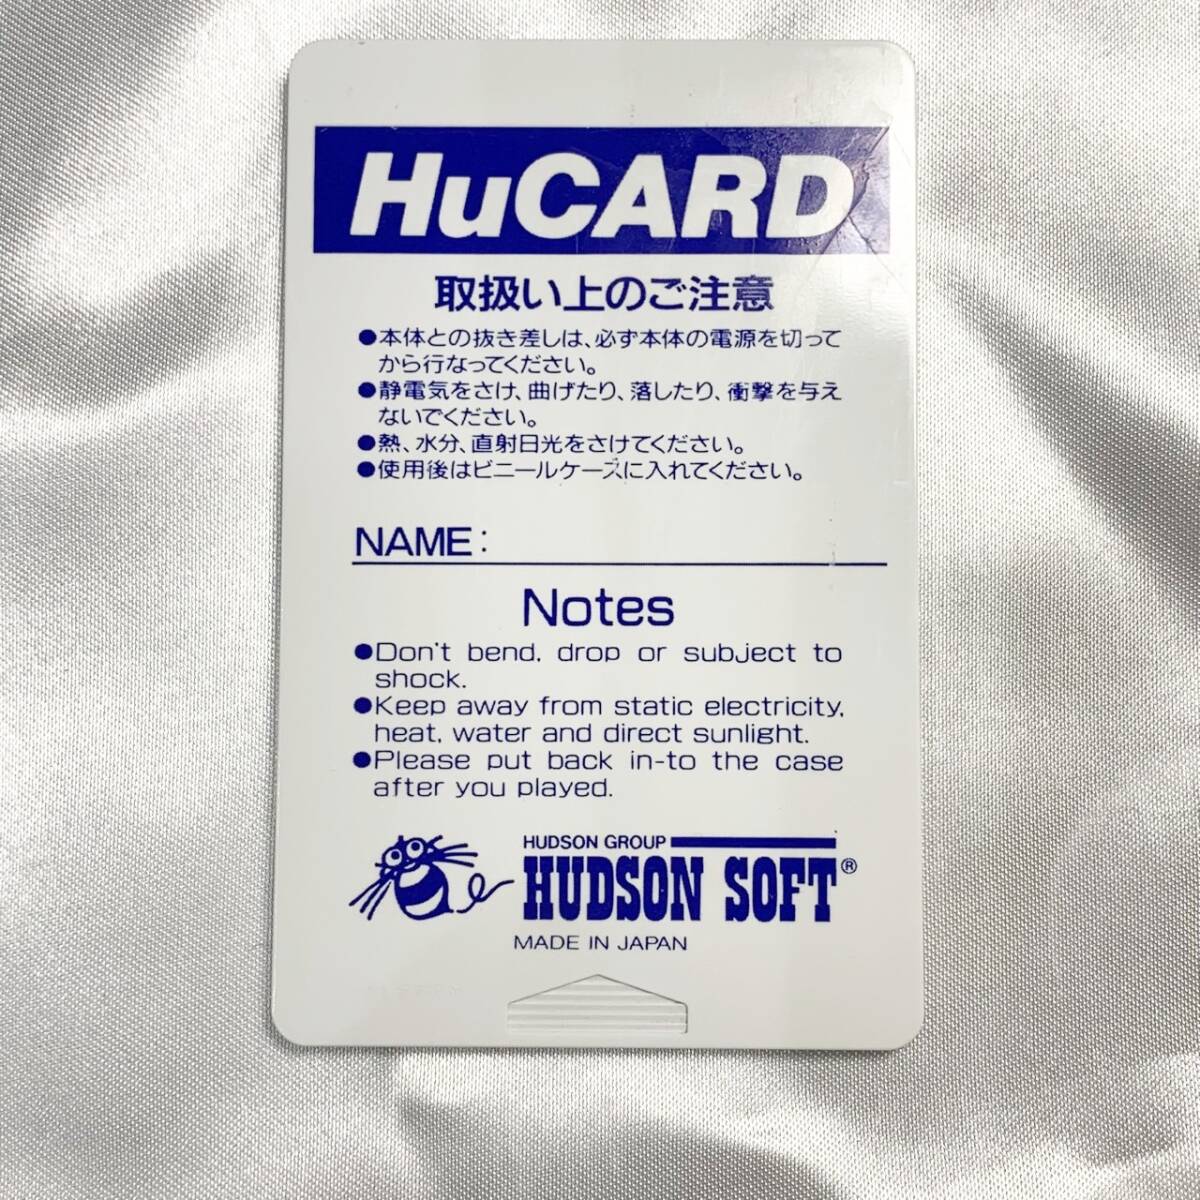 HuCARD
取扱い上のご注意
●本体との抜き差しは、必ず本体の電源を切って
から行なってください。
●静電気をさけ、曲げたり、落したり、衝撃を与え
ないでください。
●熱、水分、直射日光をさけてください。
●使用後はビニールケースに入れてください。
NAME:
Notes
●Don't bend, drop or subject to
shock.
●Keep away from static electricity,
heat, water and direct sunlight.
●Please put back in-to the case
after you played.
HUDSON GROUP
HUDSON SOFT®
MADE IN JAPAN